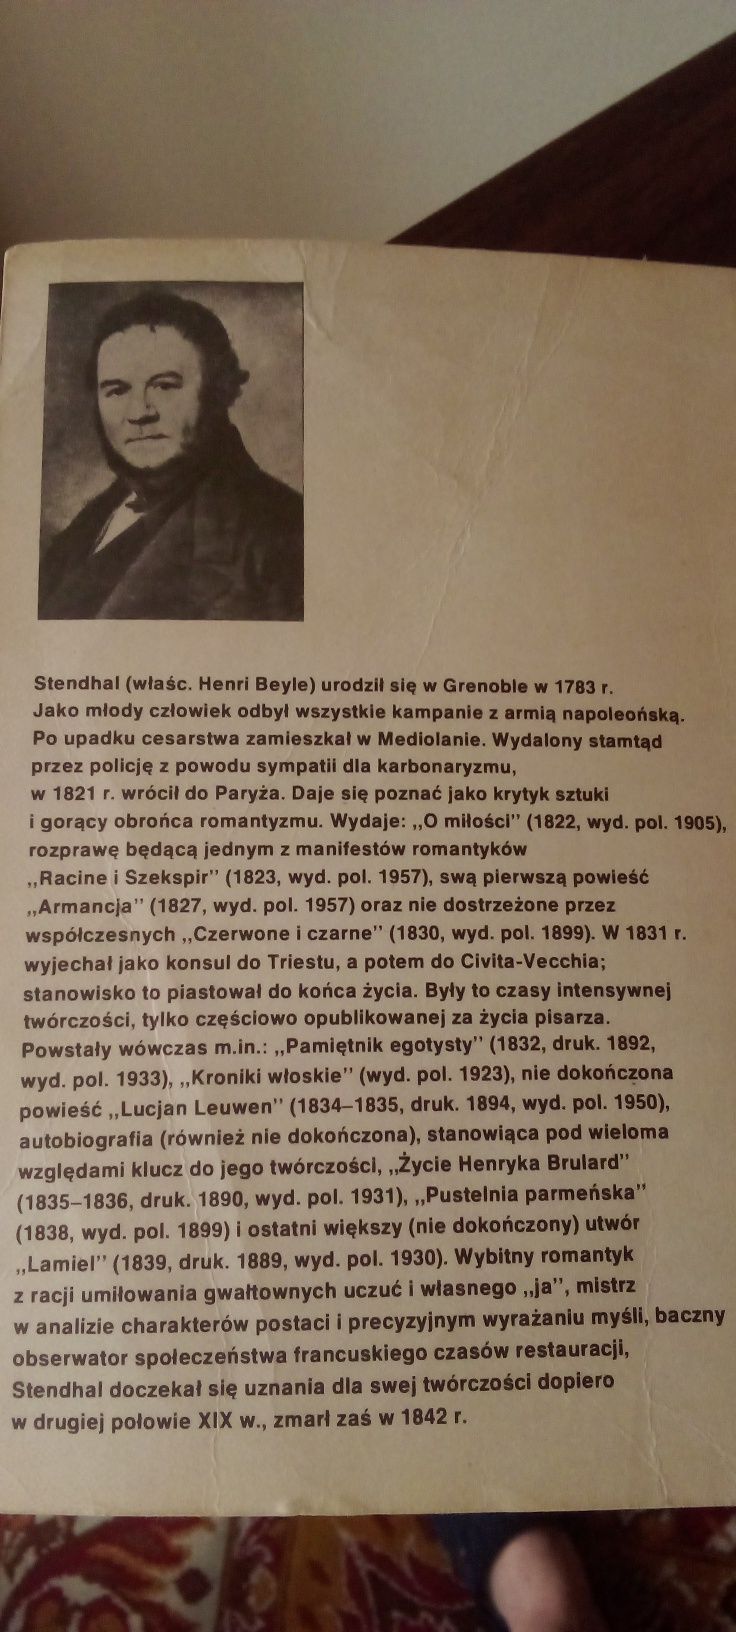 Stendhal (właśc. Henri Beyle) urodził się w Grenoble w 1783 r.
Jako młody człowiek odbył wszystkie kampanie z armią napoleońską.
Po upadku cesarstwa zamieszkał w Mediolanie. Wydalony stamtąd
przez policję z powodu sympatii dla karbonaryzmu,
w 1821 r. wrócił do Paryża. Daje się poznać jako krytyk sztuki
i gorący obrońca romantyzmu. Wydaje: „O miłości” (1822, wyd. pol. 1905),
rozprawę będącą jednym z manifestów romantyków
„Racine i Szekspir” (1823, wyd. pol. 1957), swą pierwszą powieść
„Armancja” (1827, wyd. pol. 1957) oraz nie dostrzeżone przez
współczesnych „Czerwone i czarne” (1830, wyd. pol. 1899). W 1831 r.
wyjechał jako konsul do Triestu, a potem do Civita-Vecchia;
stanowisko to piastował do końca życia. Były to czasy intensywnej
twórczości, tylko częściowo opublikowanej za życia pisarza.
Powstały wówczas m.in.: „Pamiętnik egotysty” (1832, druk. 1892,
wyd. pol. 1933), „Kroniki włoskie” (wyd. pol. 1923), nie dokończona
powieść „Lucjan Leuwen” (1834–1835, druk. 1894, wyd. pol. 1950),
autobiografia (również nie dokończona), stanowiąca pod wieloma
względami klucz do jego twórczości, „Życie Henryka Brulard”
(1835–1836, druk. 1890, wyd. pol. 1931), „Pustelnia parmeńska”
(1838, wyd. pol. 1899) i ostatni większy (nie dokończony) utwór
„Lamiel” (1839, druk. 1889, wyd. pol. 1930). Wybitny romantyk
z racji umiłowania gwałtownych uczuć i własnego „ja”, mistrz
w analizie charakterów postaci i precyzyjnym wyrażaniu myśli, baczny
obserwator społeczeństwa francuskiego czasów restauracji,
Stendhal doczekał się uznania dla swej twórczości dopiero
w drugiej połowie XIX w., zmarł zaś w 1842 r.